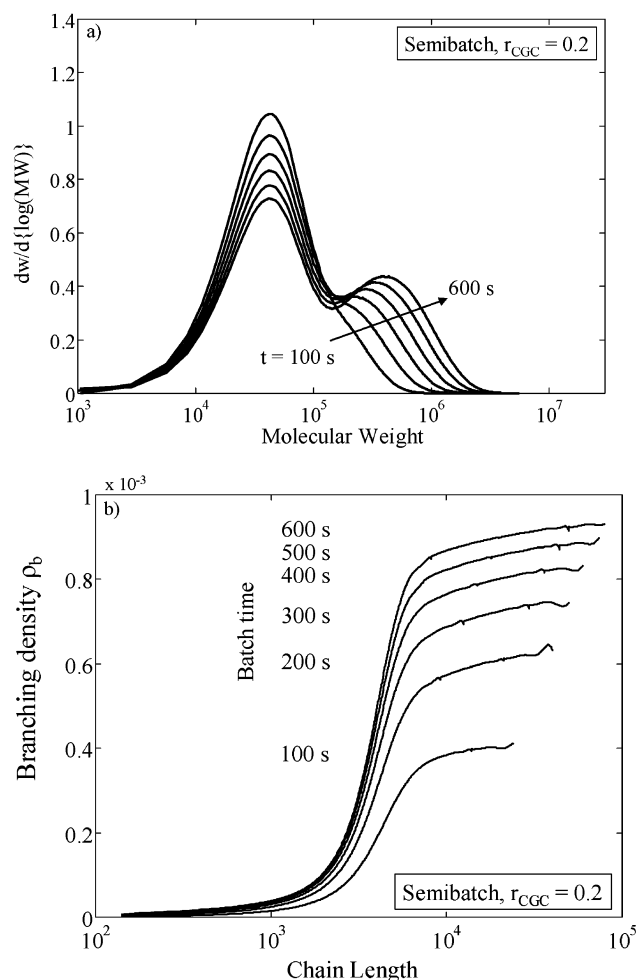 a)
Semibatch, r_CGC = 0.2
1.4
1.2
1
0.8
0.6
0.4
0.2
0
dw/d{log(MW)}
600 s
t = 100 s
10^3
10^4
10^5
10^6
10^7
Molecular Weight
x 10^-3
b)
1
0.8
0.6
0.4
0.2
0
Branching density ρ_b
Batch time
600 s
500 s
400 s
300 s
200 s
100 s
Semibatch, r_CGC = 0.2
10^2
10^3
10^4
10^5
Chain Length